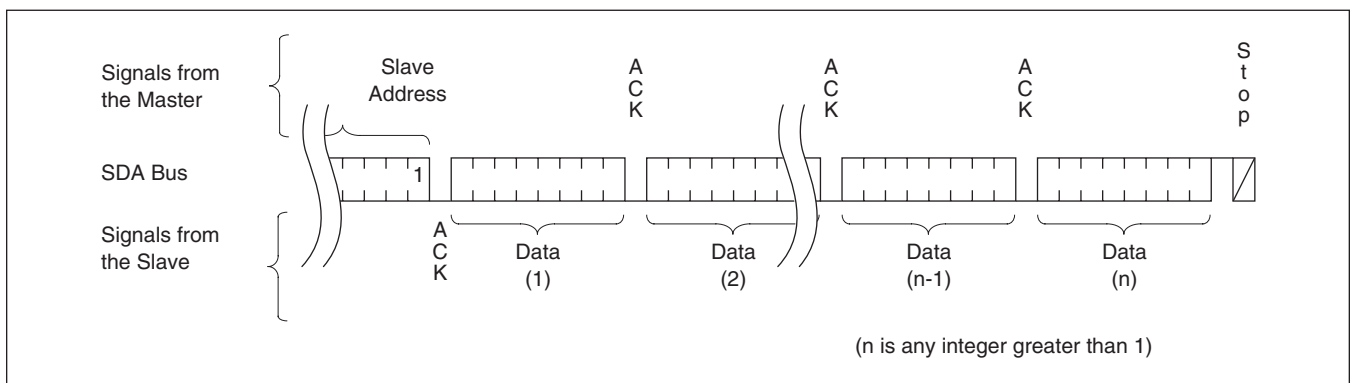 Signals from
the Master
Slave
Address
A
C
K
A
C
K
A
C
K
S
t
o
p
SDA Bus
1
Signals from
the Slave
A
C
K
Data
(1)
Data
(2)
Data
(n-1)
Data
(n)
(n is any integer greater than 1)